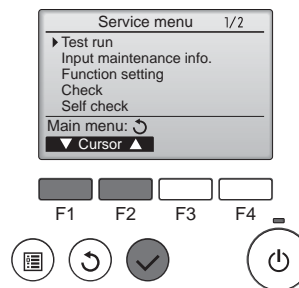 Service menu 1/2
Test run
Input maintenance info.
Function setting
Check
Self check
Main menu:
Cursor
F1 F2 F3 F4